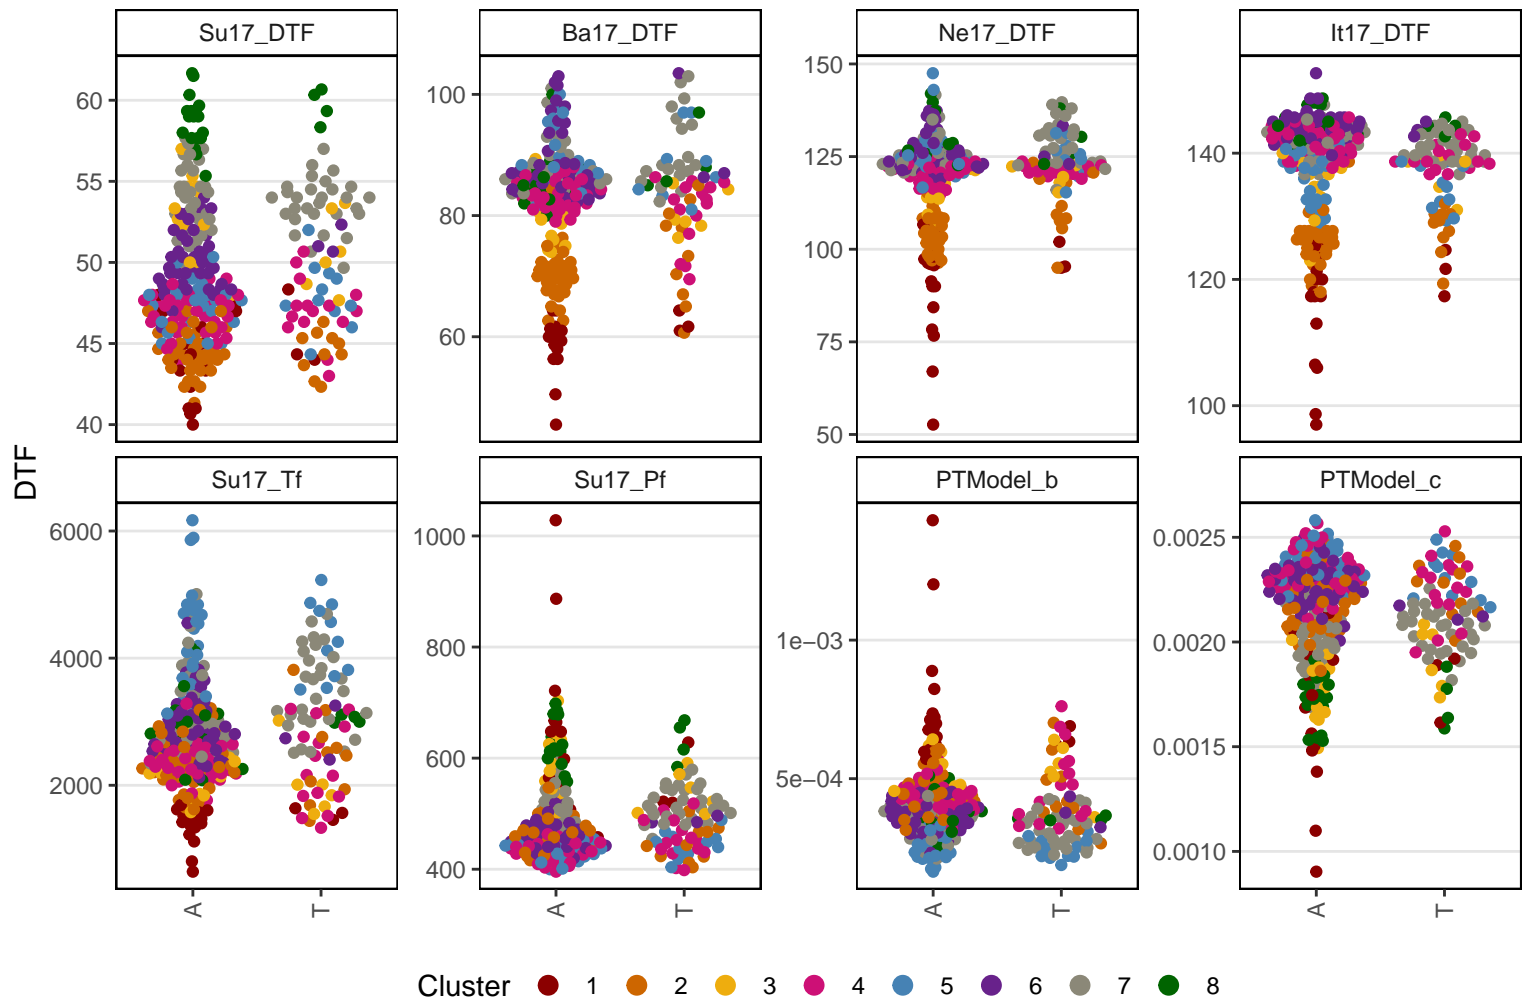 Su17_DTF
Ba17_DTF
Ne17_DTF
It17_DTF
60
55
50
45
40
100
80
60
150
125
100
75
50
140
120
100
DTF
Su17_Tf
Su17_Pf
PTModel_b
PTModel_c
6000
4000
2000
1000
800
600
400
1e−03
5e−04
0.0025
0.0020
0.0015
0.0010
A T A T A T A T
Cluster 1 2 3 4 5 6 7 8